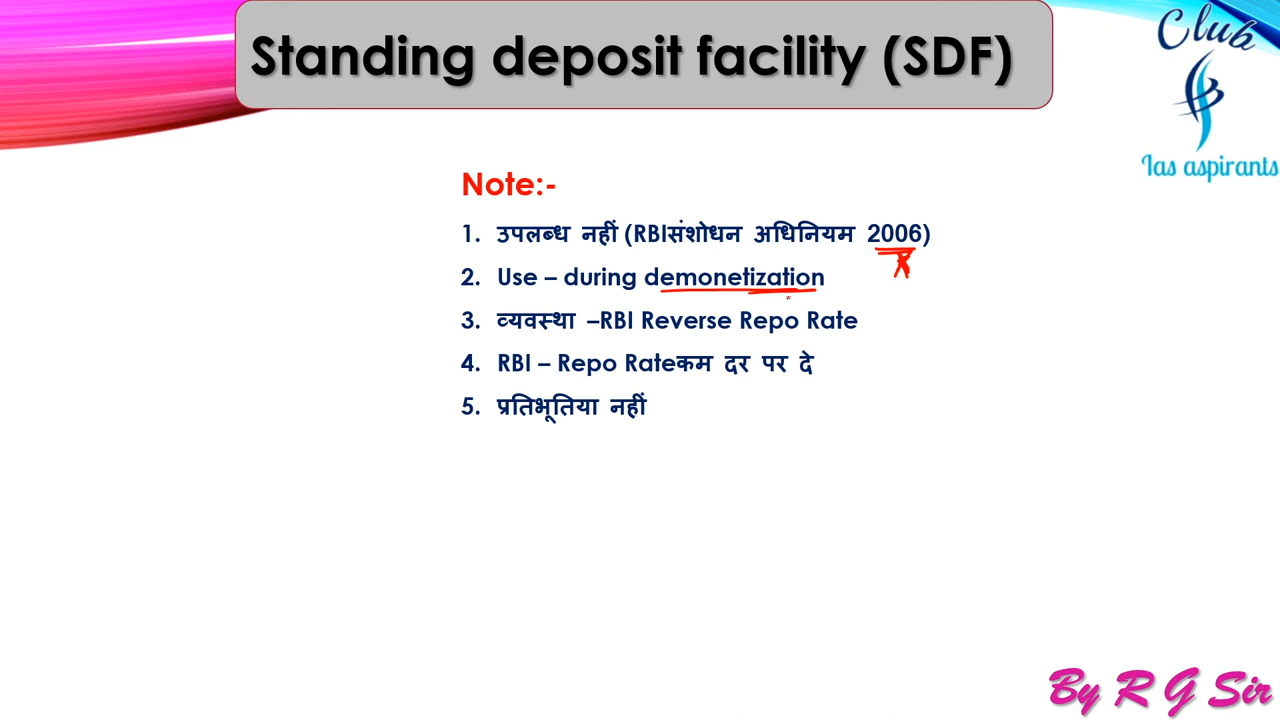 Standing deposit facility (SDF)
Club
Ias aspirants
Note:-
1. उपलब्ध नहीं (RBIसंशोधन अधिनियम 2006)
2. Use – during demonetization
3. व्यवस्था –RBI Reverse Repo Rate
4. RBI – Repo Rateकम दर पर दे
5. प्रतिभूतिया नहीं
By R G Sir